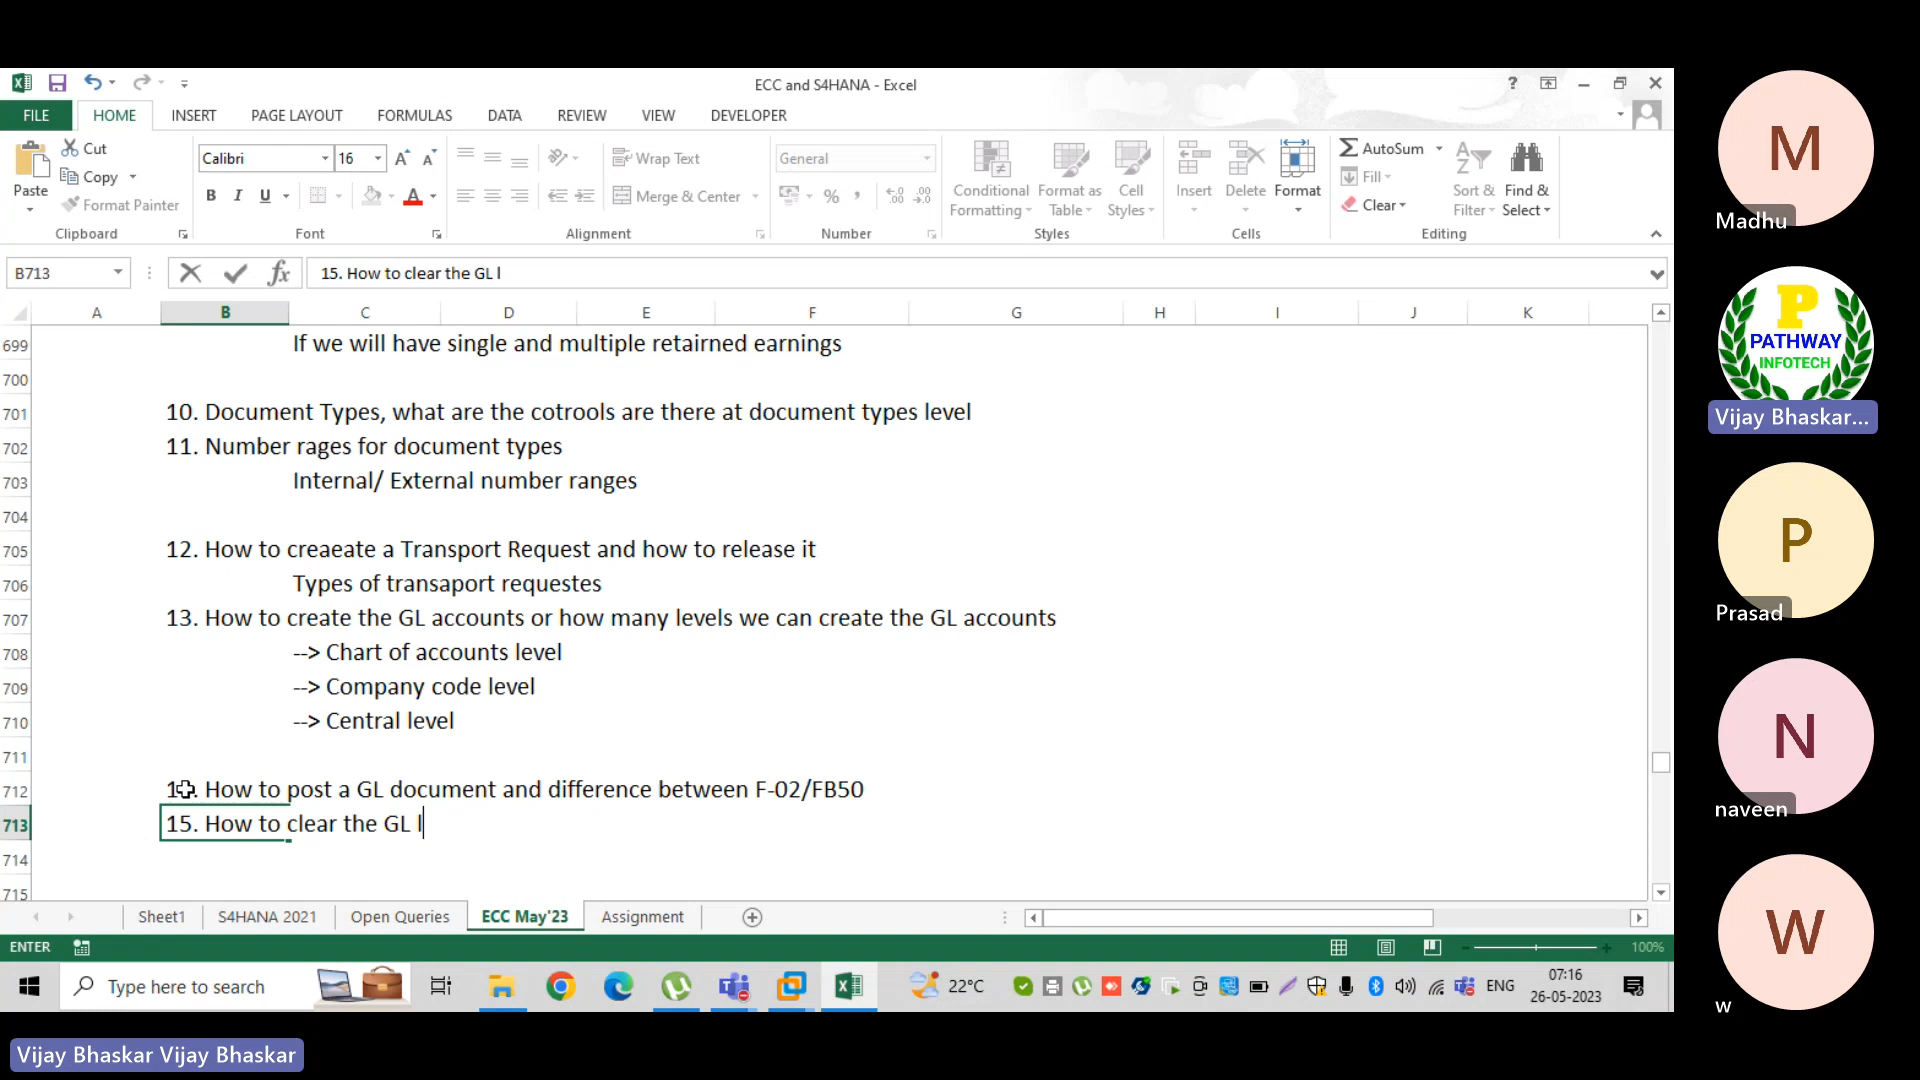 ECC and S4HANA - Excel
?
FILE
HOME
INSERT
PAGE LAYOUT
FORMULAS
DATA
REVIEW
VIEW
DEVELOPER
Paste
Cut
Copy
Format Painter
Clipboard
Calibri
16
B I U
Font
Wrap Text
Merge & Center
Alignment
General
%
Number
Conditional Formatting
Format as Table
Cell Styles
Styles
Insert
Delete
Format
Cells
AutoSum
Fill
Clear
Sort & Filter
Find & Select
Editing
B713
fx
15. How to clear the GL l
A B C D E F G H I J K
699 If we will have single and multiple retairned earnings
700
701 10. Document Types, what are the cotrools are there at document types level
702 11. Number rages for document types
703 Internal/ External number ranges
704
705 12. How to creaeate a Transport Request and how to release it
706 Types of transaport requestes
707 13. How to create the GL accounts or how many levels we can create the GL accounts
708 --> Chart of accounts level
709 --> Company code level
710 --> Central level
711
712 How to post a GL document and difference between F-02/FB50
713 15. How to clear the GL l
714
715
Sheet1
S4HANA 2021
Open Queries
ECC May'23
Assignment
ENTER
100%
Type here to search
22°C
ENG
07:16
26-05-2023
M
Madhu
P
PATHWAY
INFOTECH
Vijay Bhaskar...
P
Prasad
N
naveen
W
w
Vijay Bhaskar Vijay Bhaskar